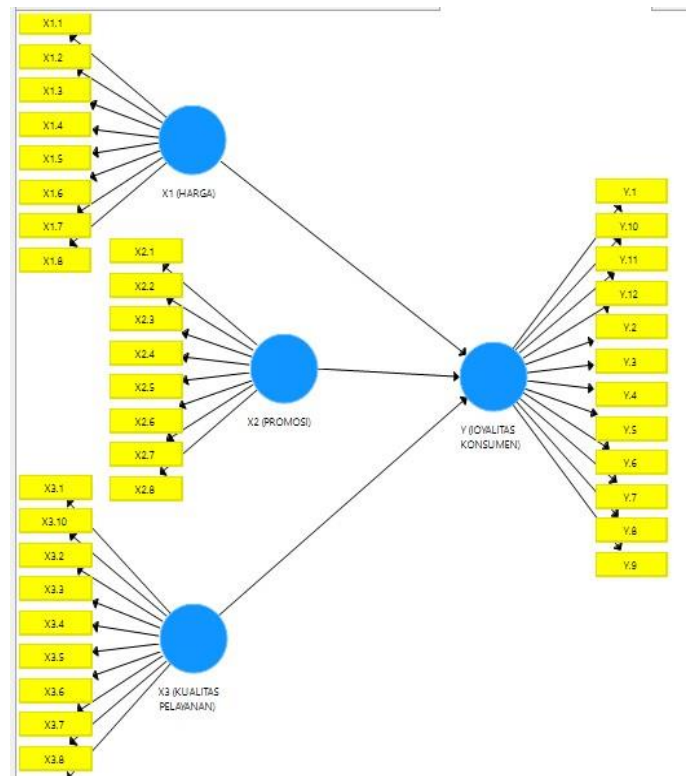 X1.1
X1.2
X1.3
X1.4
X1.5
X1.6
X1.7
X1.8
X1 (HARGA)
X2.1
X2.2
X2.3
X2.4
X2.5
X2.6
X2.7
X2.8
X2 (PROMOSI)
X3.1
X3.10
X3.2
X3.3
X3.4
X3.5
X3.6
X3.7
X3.8
X3 (KUALITAS
PELAYANAN)
Y (lOYALITAS
KONSUMEN)
Y.1
Y.10
Y.11
Y.12
Y.2
Y.3
Y.4
Y.5
Y.6
Y.7
Y.8
Y.9